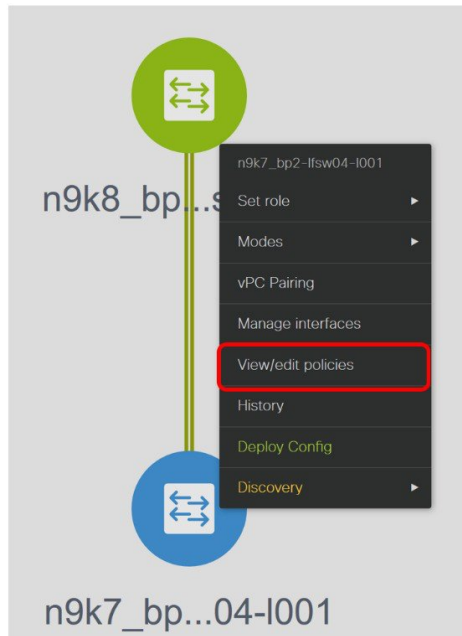 n9k7_bp2-lfsw04-l001
n9k8_bp...s
Set role
Modes
vPC Pairing
Manage interfaces
View/edit policies
History
Deploy Config
Discovery
n9k7_bp...04-l001